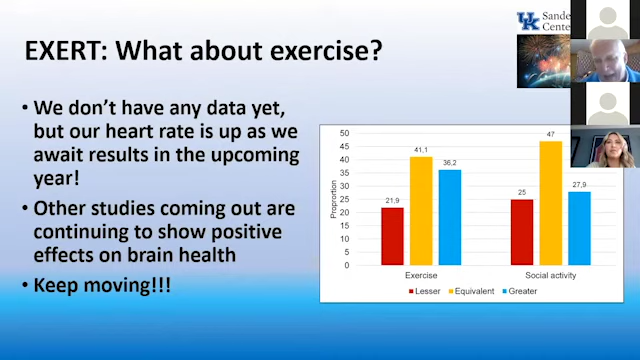 EXERT: What about exercise?
UK
Sande
Cente
• We don't have any data yet,
but our heart rate is up as we
await results in the upcoming
year!
• Other studies coming out are
continuing to show positive
effects on brain health
• Keep moving!!!
50
45
40
35
30
25
20
15
10
5
0
Proprortion
21,9
41,1
36,2
25
47
27,9
Exercise
Social activity
Lesser
Equivalent
Greater